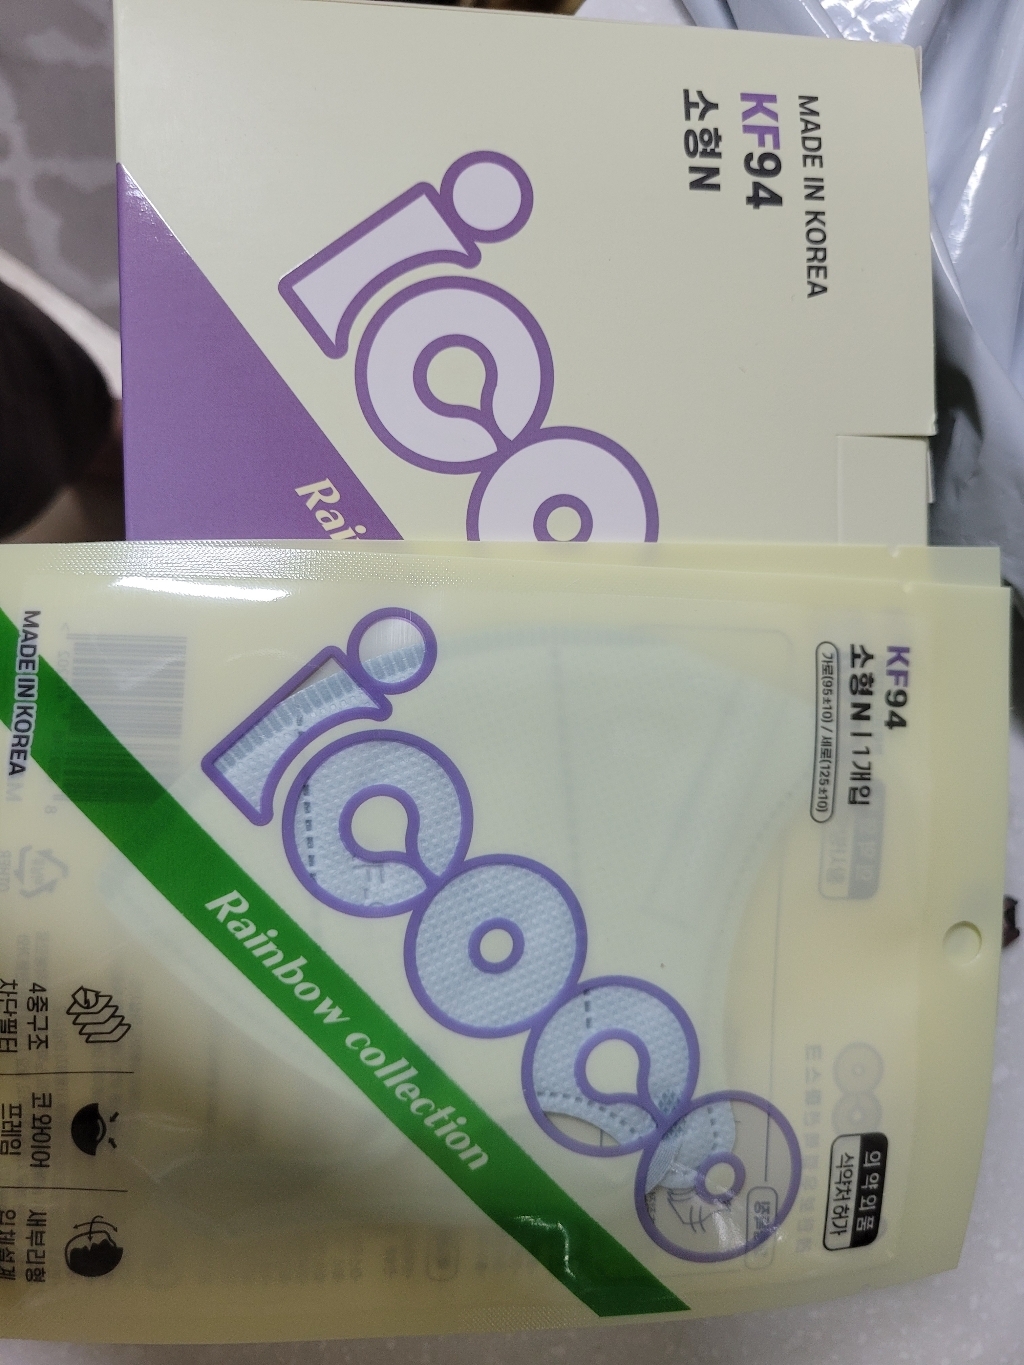 MADE IN KOREA
KF94
소형 N
icoco
Rai
KF94
소형 N | 1개입
가로(95±10) / 세로(125±10)
의약외품
식약처 허가
icoco
Rainbow collection
MADE IN KOREA
4중구조
차단필터
코 와이어
프레임
새부리형
입체설계